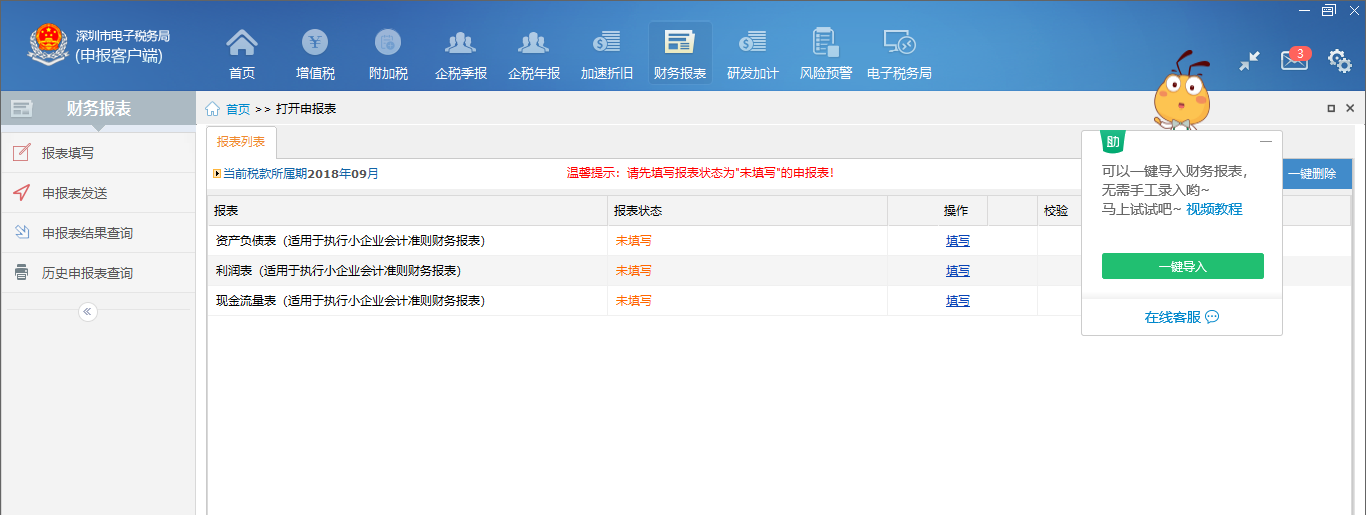 深圳市电子税务局
(申报客户端)
首页
增值税
附加税
企税季报
企税年报
加速折旧
财务报表
研发加计
风险预警
电子税务局
3
财务报表
首页 >> 打开申报表
报表填写
申报表发送
申报表结果查询
历史申报表查询
报表列表
当前税款所属期2018年09月
温馨提示：请先填写报表状态为"未填写"的申报表!
一键删除
报表 报表状态 操作 校验
资产负债表（适用于执行小企业会计准则财务报表） 未填写 填写
利润表（适用于执行小企业会计准则财务报表） 未填写 填写
现金流量表（适用于执行小企业会计准则财务报表） 未填写 填写
助
可以一键导入财务报表，
无需手工录入哟~
马上试试吧~ 视频教程
一键导入
在线客服